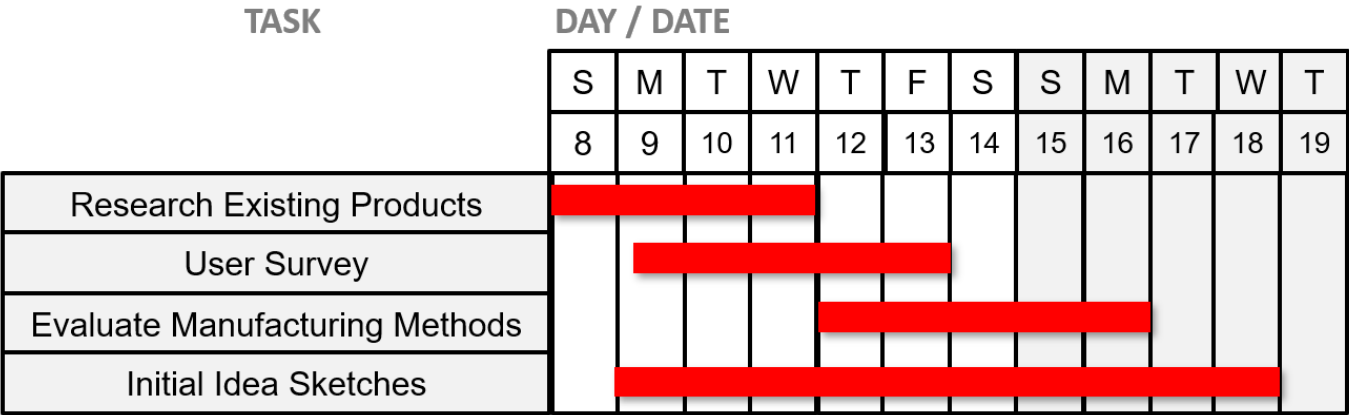 TASK DAY / DATE
S M T W T F S S M T W T
8 9 10 11 12 13 14 15 16 17 18 19
Research Existing Products
User Survey
Evaluate Manufacturing Methods
Initial Idea Sketches